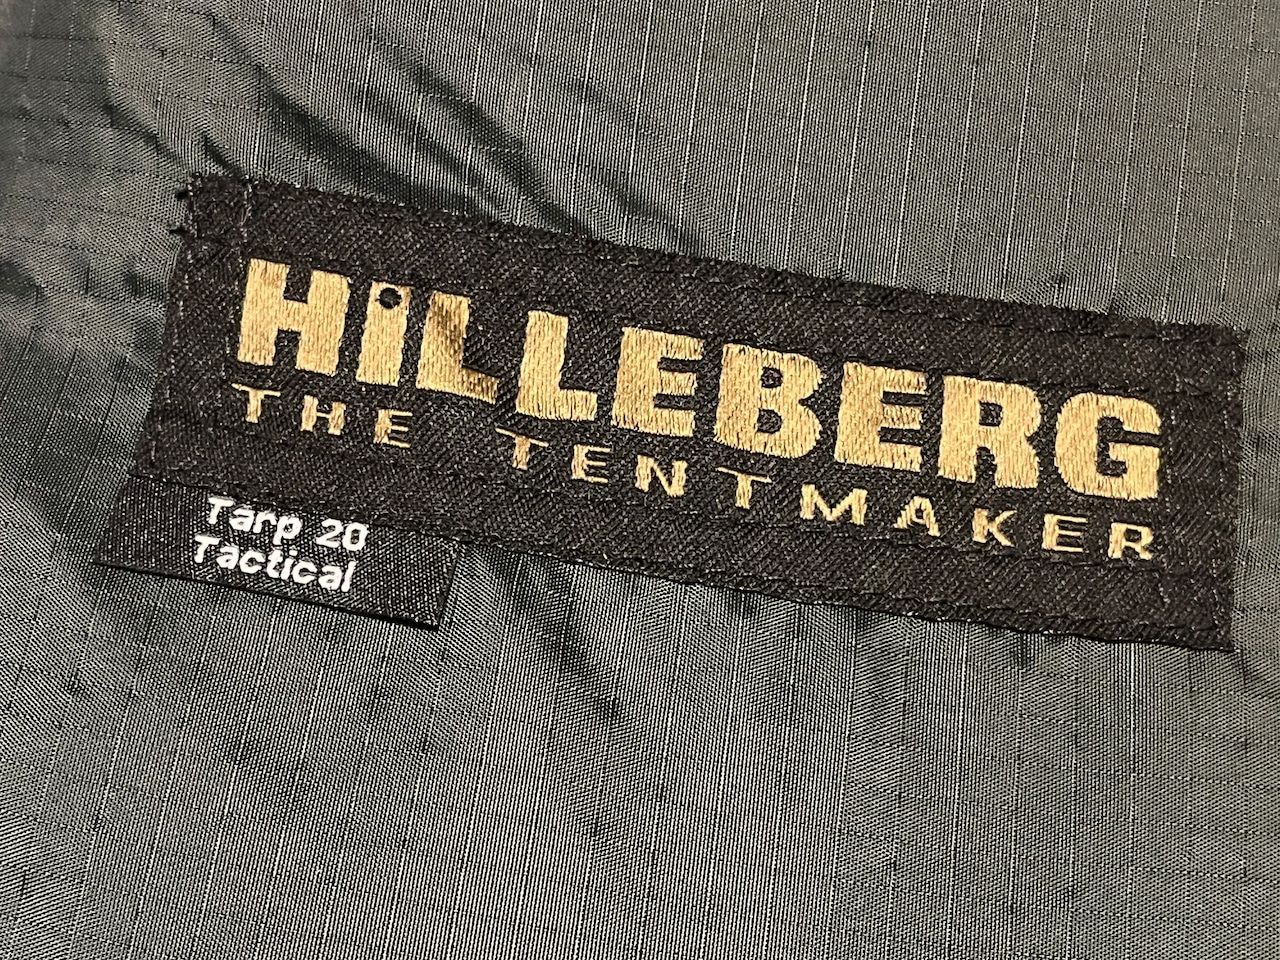 HiLLEBERG
THE TENTMAKER
Tarp 20
Tactical